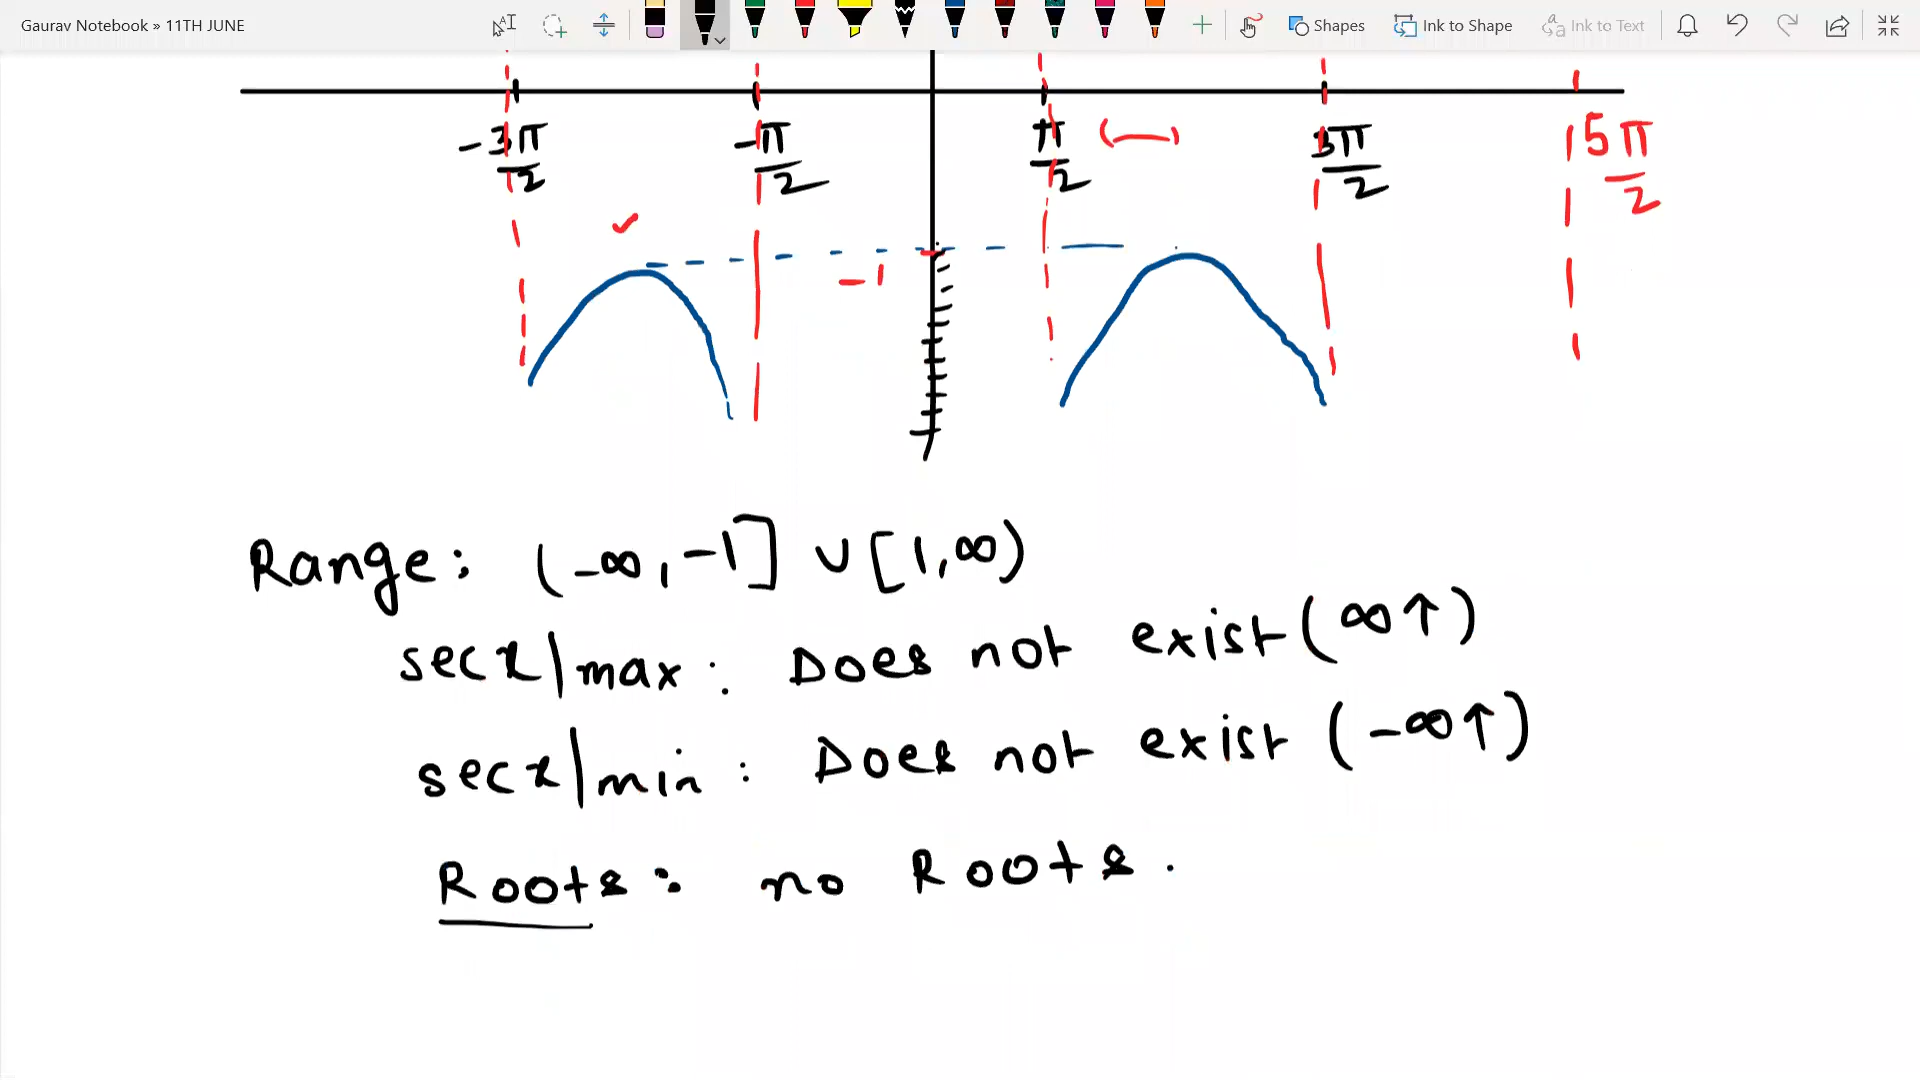 Gaurav Notebook » 11TH JUNE
Shapes
Ink to Shape
Ink to Text
-3π/2
-π/2
π/2
3π/2
5π/2
-1
Range: (-∞, -1] ∪ [1, ∞)
secx|max: Does not exist (∞↑)
secx|min: Does not exist (-∞↑)
Roots: no Roots.